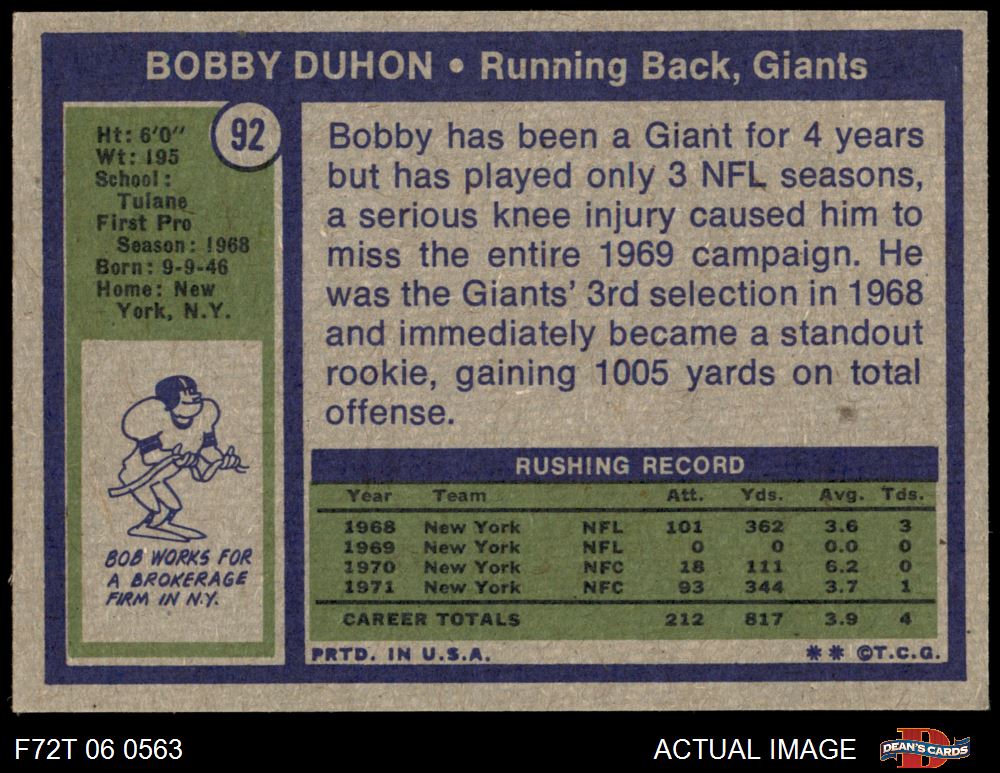 BOBBY DUHON • Running Back, Giants
92
Ht: 6'0"
Wt: 195
School:
Tulane
First Pro
Season: 1968
Born: 9-9-46
Home: New
York, N.Y.
BOB WORKS FOR
A BROKERAGE
FIRM IN N.Y.
Bobby has been a Giant for 4 years
but has played only 3 NFL seasons,
a serious knee injury caused him to
miss the entire 1969 campaign. He
was the Giants' 3rd selection in 1968
and immediately became a standout
rookie, gaining 1005 yards on total
offense.
RUSHING RECORD
Year Team Att. Yds. Avg. Tds.
1968 New York NFL 101 362 3.6 3
1969 New York NFL 0 0 0.0 0
1970 New York NFC 18 111 6.2 0
1971 New York NFC 93 344 3.7 1
CAREER TOTALS 212 817 3.9 4
PRTD. IN U.S.A. ** ©T.C.G.
F72T 06 0563 ACTUAL IMAGE DEAN'S CARDS